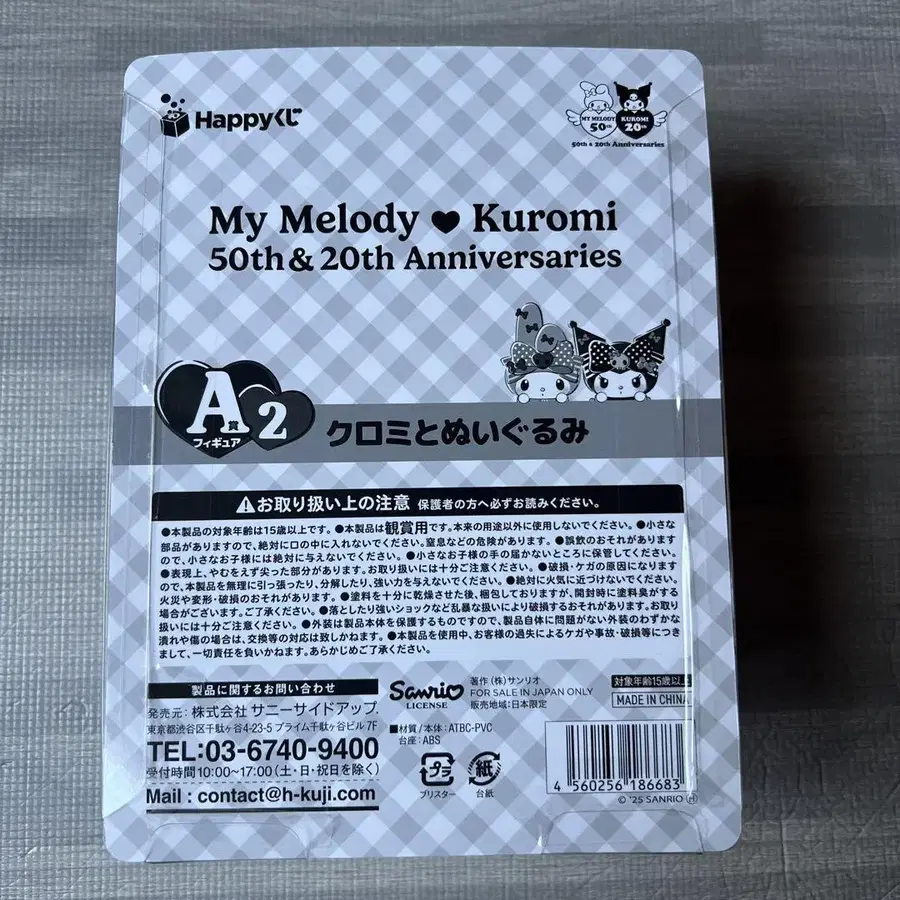 Happyくじ
MY MELODY 50th
KUROMI 20th
50th & 20th Anniversaries
My Melody ♥ Kuromi
50th & 20th Anniversaries
A賞 フィギュア 2
クロミとぬいぐるみ
⚠お取り扱い上の注意 保護者の方へ必ずお読みください。
●本製品の対象年齢は15歳以上です。●本製品は観賞用です。本来の用途以外に使用しないでください。●小さな
部品がありますので、絶対に口の中に入れないでください。窒息などの危険があります。●誤飲のおそれがあります
ので、小さなお子様には絶対に与えないでください。●小さなお子様の手の届かないところに保管してください。
●表現上、やむをえず尖った部分があります。お取り扱いには十分ご注意ください。●破損・ケガの原因になります
ので、本製品を無理に引っ張ったり、分解したり、強い力を与えないでください。●絶対に火気に近づけないでください。
火災や変形・破損のおそれがあります。●塗料を十分に乾燥させた後、梱包しておりますが、開封時に塗料臭がする
場合がございます。ご了承ください。●落としたり強いショックなど乱暴な扱いにより破損するおそれがあります。お取り
扱いには十分ご注意ください。●外装は製品本体を保護するものですので、製品自体に問題がない外装のわずかな
潰れや傷の場合は、交換等の対応は致しかねます。●本製品を使用中、お客様の過失によるケガや事故・破損等につき
まして、一切責任を負いかねます。あらかじめご了承ください。
製品に関するお問い合わせ
発売元：株式会社 サニーサイドアップ
東京都渋谷区千駄ヶ谷4-23-5 プライム千駄ヶ谷ビル 7F
TEL:03-6740-9400
受付時間10:00~17:00（土・日・祝日を除く）
Mail : contact@h-kuji.com
Sanrio
LICENSE
著作（株）サンリオ
FOR SALE IN JAPAN ONLY
販売地域：日本限定
■材質／本体：ATBC-PVC
台座：ABS
プラ
ブリスター
紙
台紙
対象年齢15歳以上
MADE IN CHINA
4 560256 186683
© '25 SANRIO Ⓗ